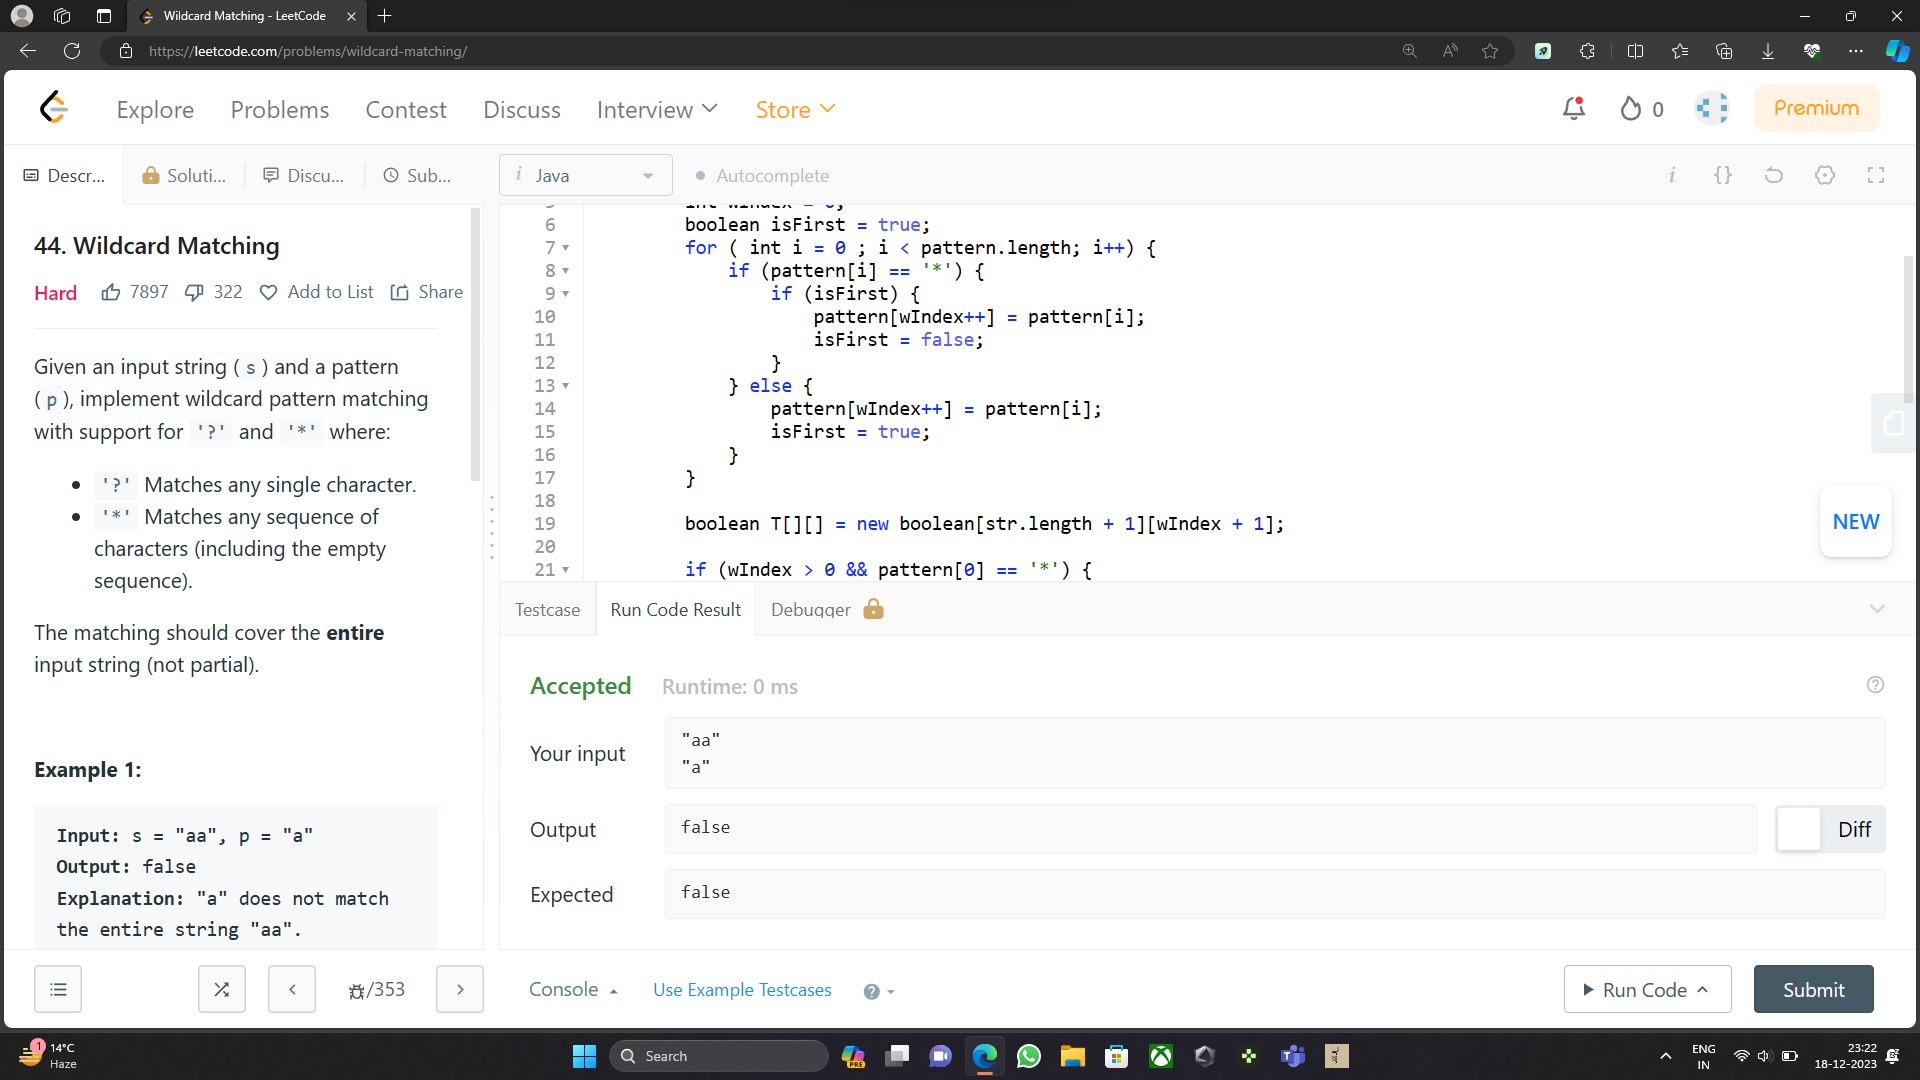 Wildcard Matching - LeetCode
https://leetcode.com/problems/wildcard-matching/
Explore Problems Contest Discuss Interview Store 0 Premium
Descr... Soluti... Discu... Sub...
i Java Autocomplete i {}
44. Wildcard Matching
Hard 7897 322 Add to List Share
Given an input string ( s ) and a pattern
( p ), implement wildcard pattern matching
with support for '?' and '*' where:
'?' Matches any single character.
'*' Matches any sequence of
characters (including the empty
sequence).
The matching should cover the entire
input string (not partial).
Example 1:
Input: s = "aa", p = "a"
Output: false
Explanation: "a" does not match
the entire string "aa".
/353
6 boolean isFirst = true;
7 for ( int i = 0 ; i < pattern.length; i++) {
8 if (pattern[i] == '*') {
9 if (isFirst) {
10 pattern[wIndex++] = pattern[i];
11 isFirst = false;
12 }
13 } else {
14 pattern[wIndex++] = pattern[i];
15 isFirst = true;
16 }
17 }
18
19 boolean T[][] = new boolean[str.length + 1][wIndex + 1];
20
21 if (wIndex > 0 && pattern[0] == '*') {
NEW
Testcase Run Code Result Debugger
Accepted Runtime: 0 ms
Your input
"aa"
"a"
Output false Diff
Expected false
Console Use Example Testcases Run Code Submit
1 14°C
Haze
Search
PRE
ENG
IN
23:22
18-12-2023